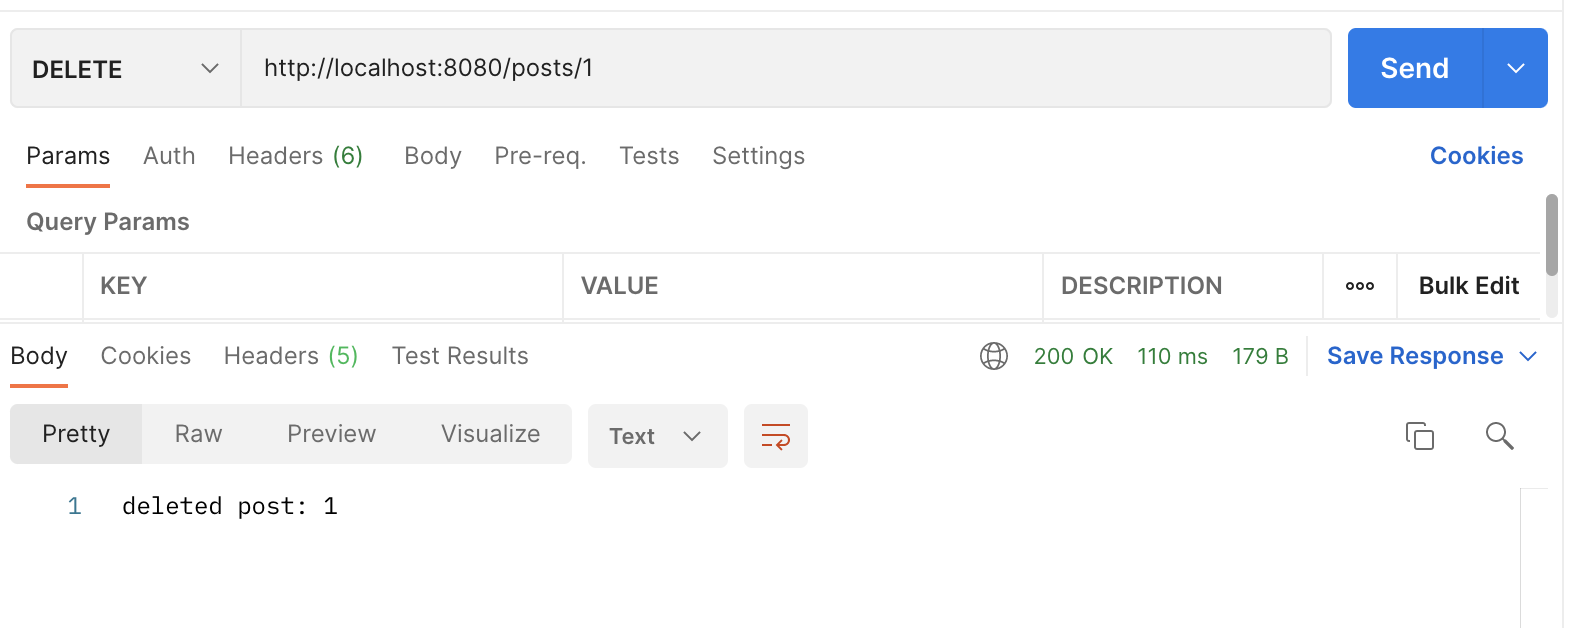 DELETE http://localhost:8080/posts/1 Send
Params Auth Headers (6) Body Pre-req. Tests Settings Cookies
Query Params
KEY VALUE DESCRIPTION ooo Bulk Edit
Body Cookies Headers (5) Test Results 200 OK 110 ms 179 B Save Response
Pretty Raw Preview Visualize Text
1 deleted post: 1